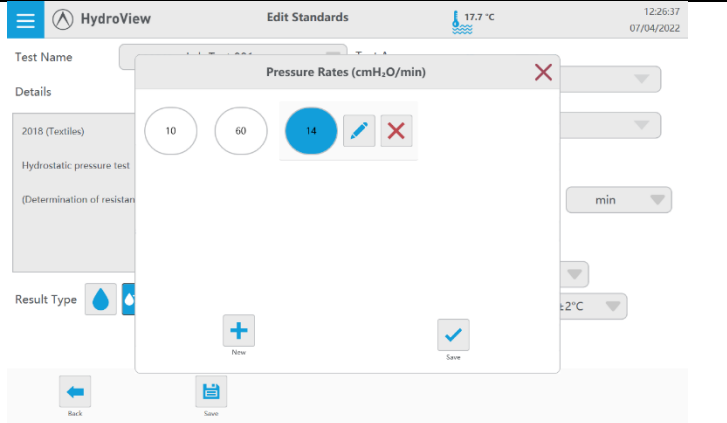 HydroView
Edit Standards
17.7 °C
12:26:37
07/04/2022
Test Name
Details
Pressure Rates (cmH₂O/min)
2018 (Textiles)
Hydrostatic pressure test
(Determination of resistan
10
60
14
min
±2°C
Result Type
New
Save
Back
Save